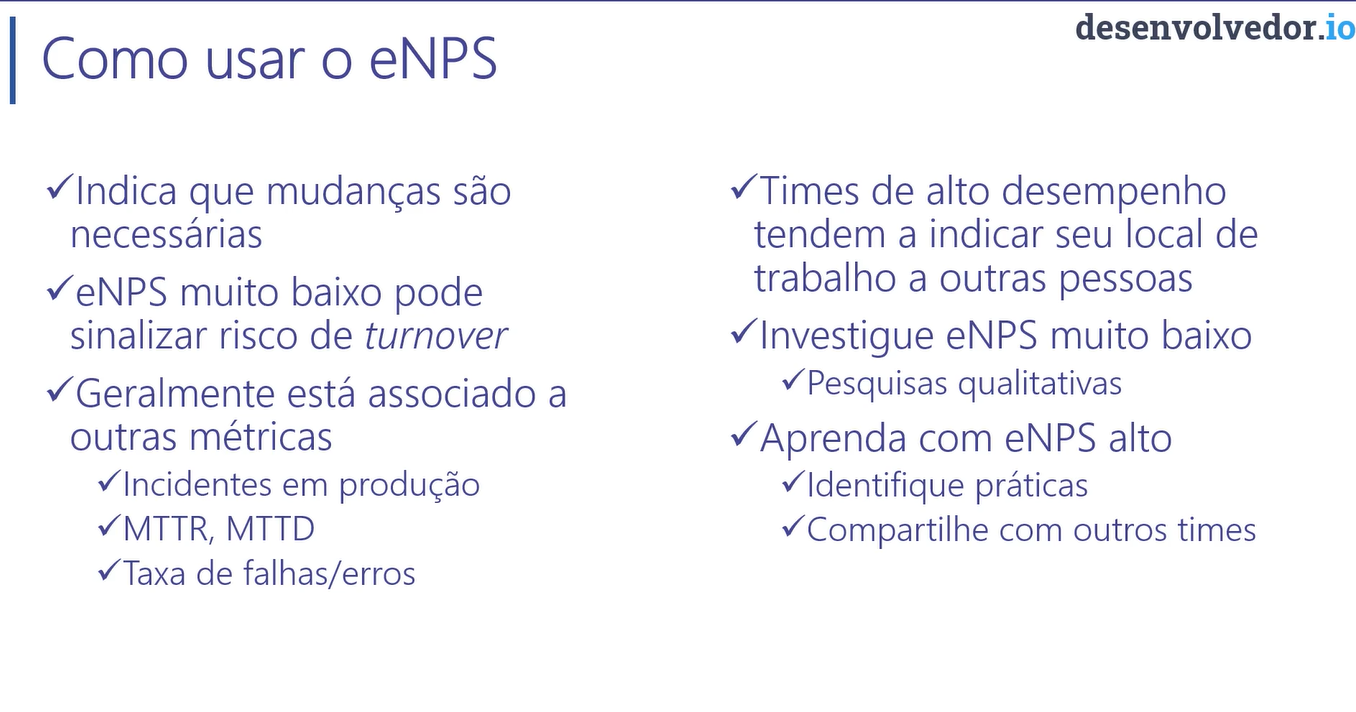 desenvolvedor.io
Como usar o eNPS
✓Indica que mudanças são
necessárias
✓eNPS muito baixo pode
sinalizar risco de turnover
✓Geralmente está associado a
outras métricas
✓Incidentes em produção
✓MTTR, MTTD
✓Taxa de falhas/erros
✓Times de alto desempenho
tendem a indicar seu local de
trabalho a outras pessoas
✓Investigue eNPS muito baixo
✓Pesquisas qualitativas
✓Aprenda com eNPS alto
✓Identifique práticas
✓Compartilhe com outros times